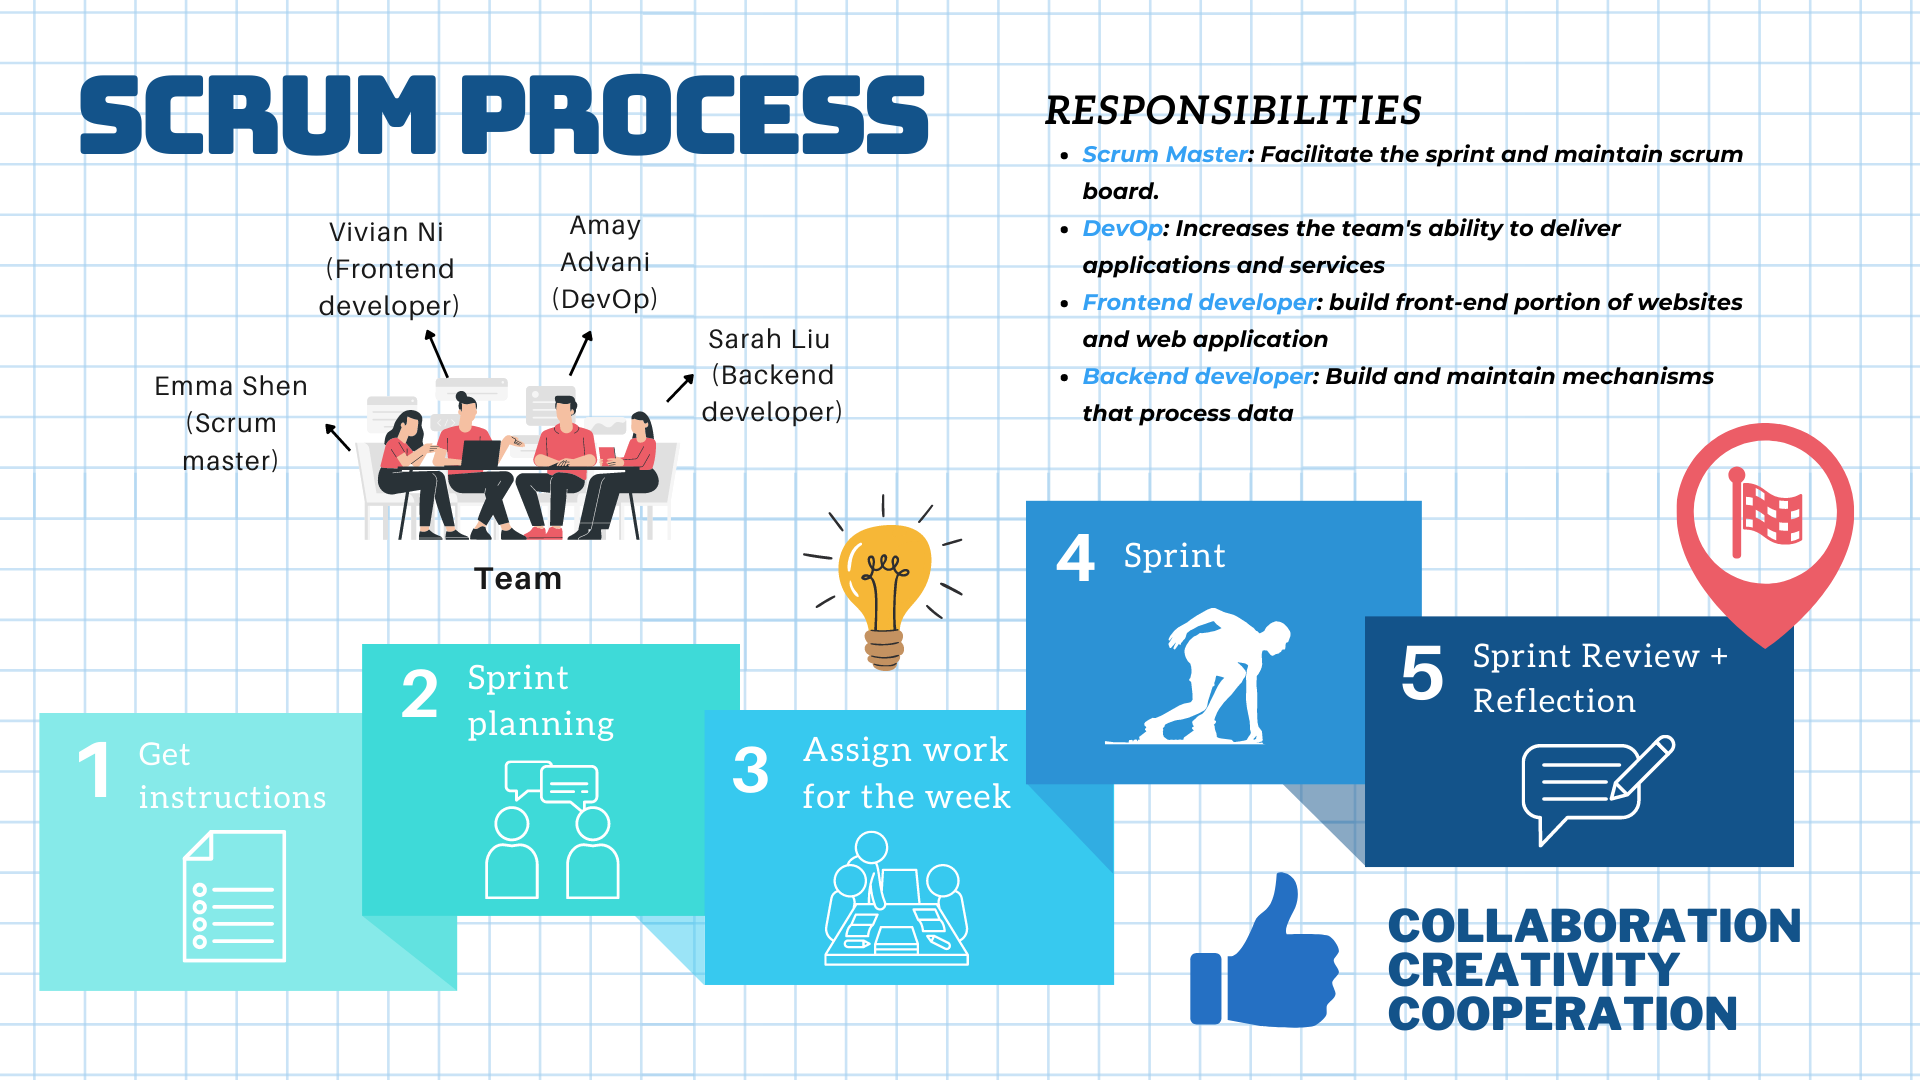 SCRUM PROCESS
RESPONSIBILITIES
• Scrum Master: Facilitate the sprint and maintain scrum
board.
• DevOp: Increases the team's ability to deliver
applications and services
• Frontend developer: build front-end portion of websites
and web application
• Backend developer: Build and maintain mechanisms
that process data
Emma Shen
(Scrum
master)
Vivian Ni
(Frontend
developer)
Amay
Advani
(DevOp)
Sarah Liu
(Backend
developer)
Team
1
Get
instructions
2
Sprint
planning
3
Assign work
for the week
4
Sprint
5
Sprint Review +
Reflection
COLLABORATION
CREATIVITY
COOPERATION